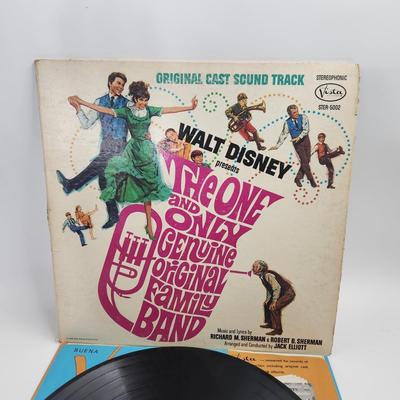 ORIGINAL CAST SOUND TRACK
STEREOPHONIC
Vista
STER-5002
WALT DISNEY
presents
THE ONE
AND
ONLY
GENUINE
ORIGINAL
FAMILY
BAND
Music and lyrics by
RICHARD M. SHERMAN & ROBERT B. SHERMAN
Arranged and Conducted by JACK ELLIOTT
BUENA
Vista